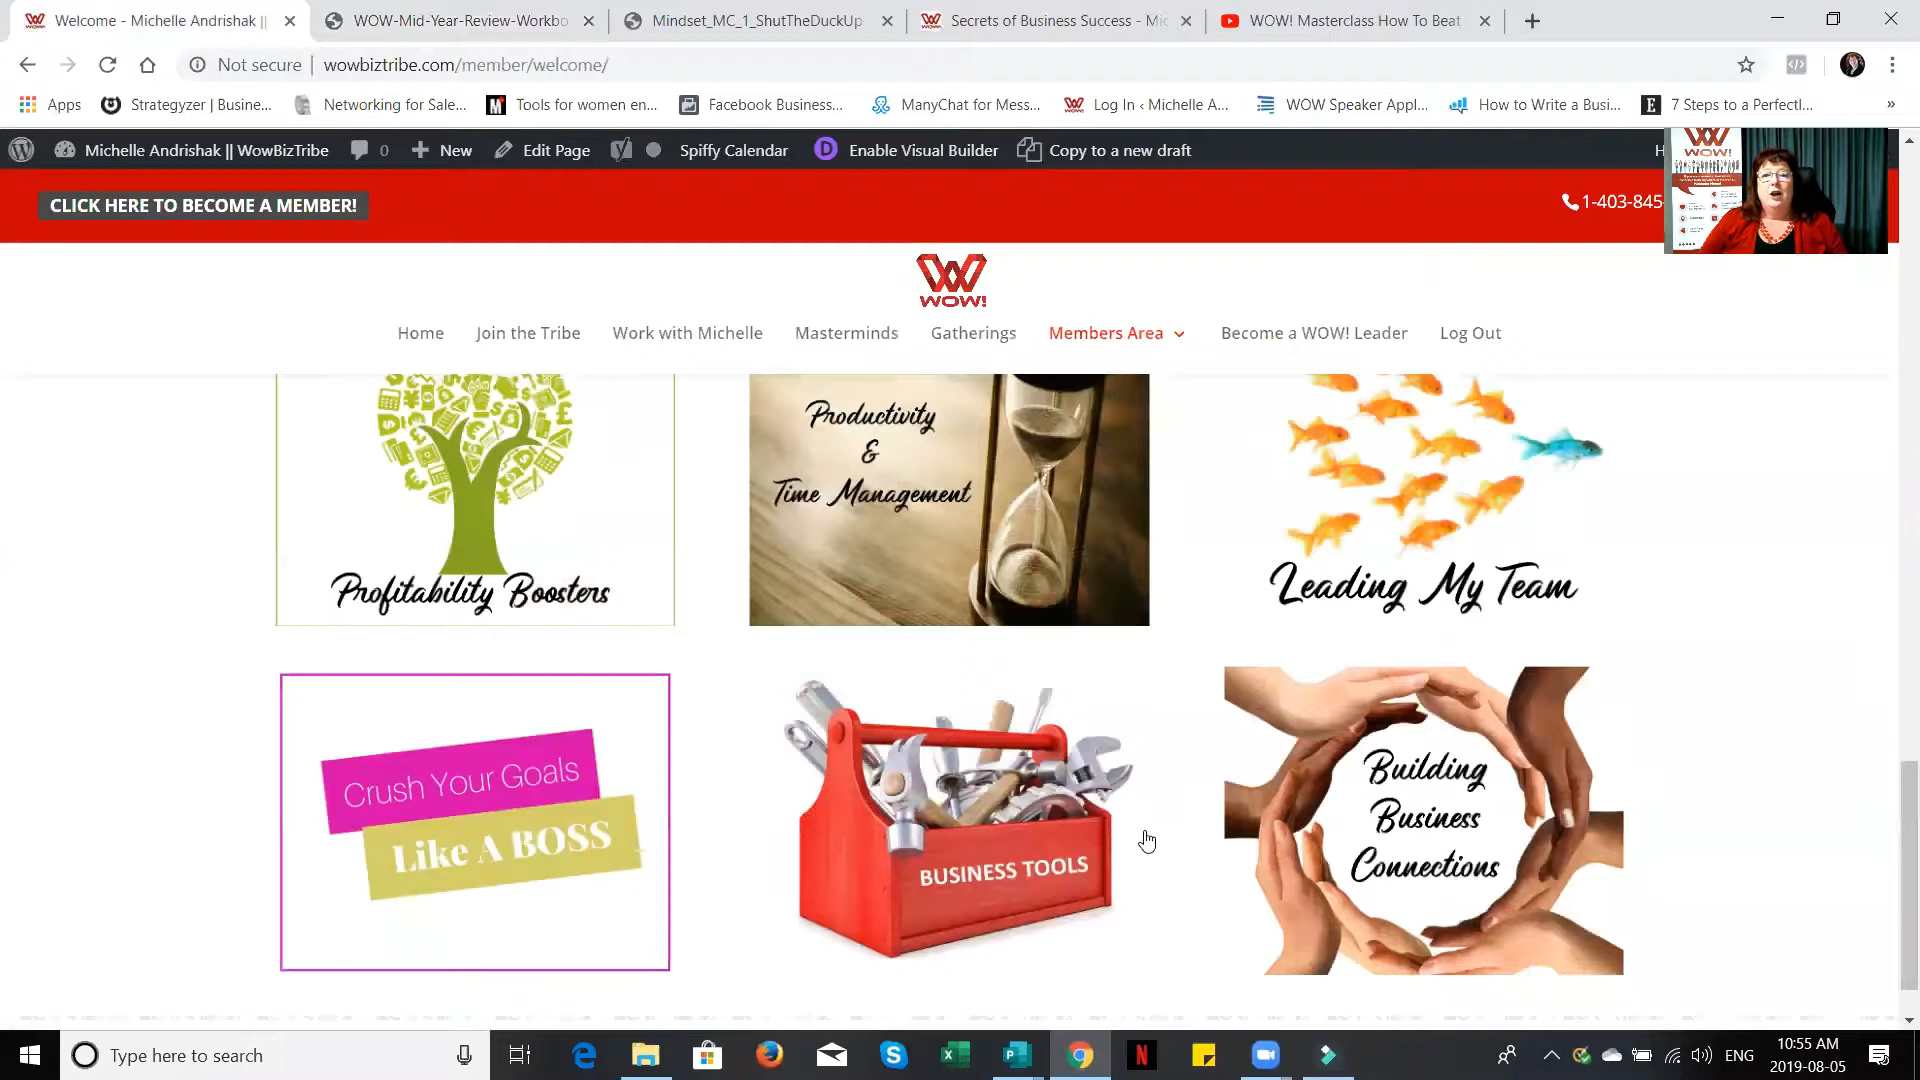 Welcome - Michelle Andrishak ||
WOW-Mid-Year-Review-Workbo
Mindset_MC_1_ShutTheDuckUp
Secrets of Business Success - Mic
WOW! Masterclass How To Beat
Not secure
wowbiztribe.com/member/welcome/
Apps
Strategyzer | Busine...
Networking for Sale...
Tools for women en...
Facebook Business...
ManyChat for Mess...
Log In ‹ Michelle A...
WOW Speaker Appl...
How to Write a Busi...
7 Steps to a Perfectl...
»
Michelle Andrishak || WowBizTribe
0
New
Edit Page
Spiffy Calendar
Enable Visual Builder
Copy to a new draft
H
CLICK HERE TO BECOME A MEMBER!
1-403-845
WOW!
WOW!
Home
Join the Tribe
Work with Michelle
Masterminds
Gatherings
Members Area
Become a WOW! Leader
Log Out
Profitability Boosters
Productivity
&
Time Management
Leading My Team
Crush Your Goals
Like A BOSS
BUSINESS TOOLS
Building
Business
Connections
Type here to search
ENG
10:55 AM
2019-08-05